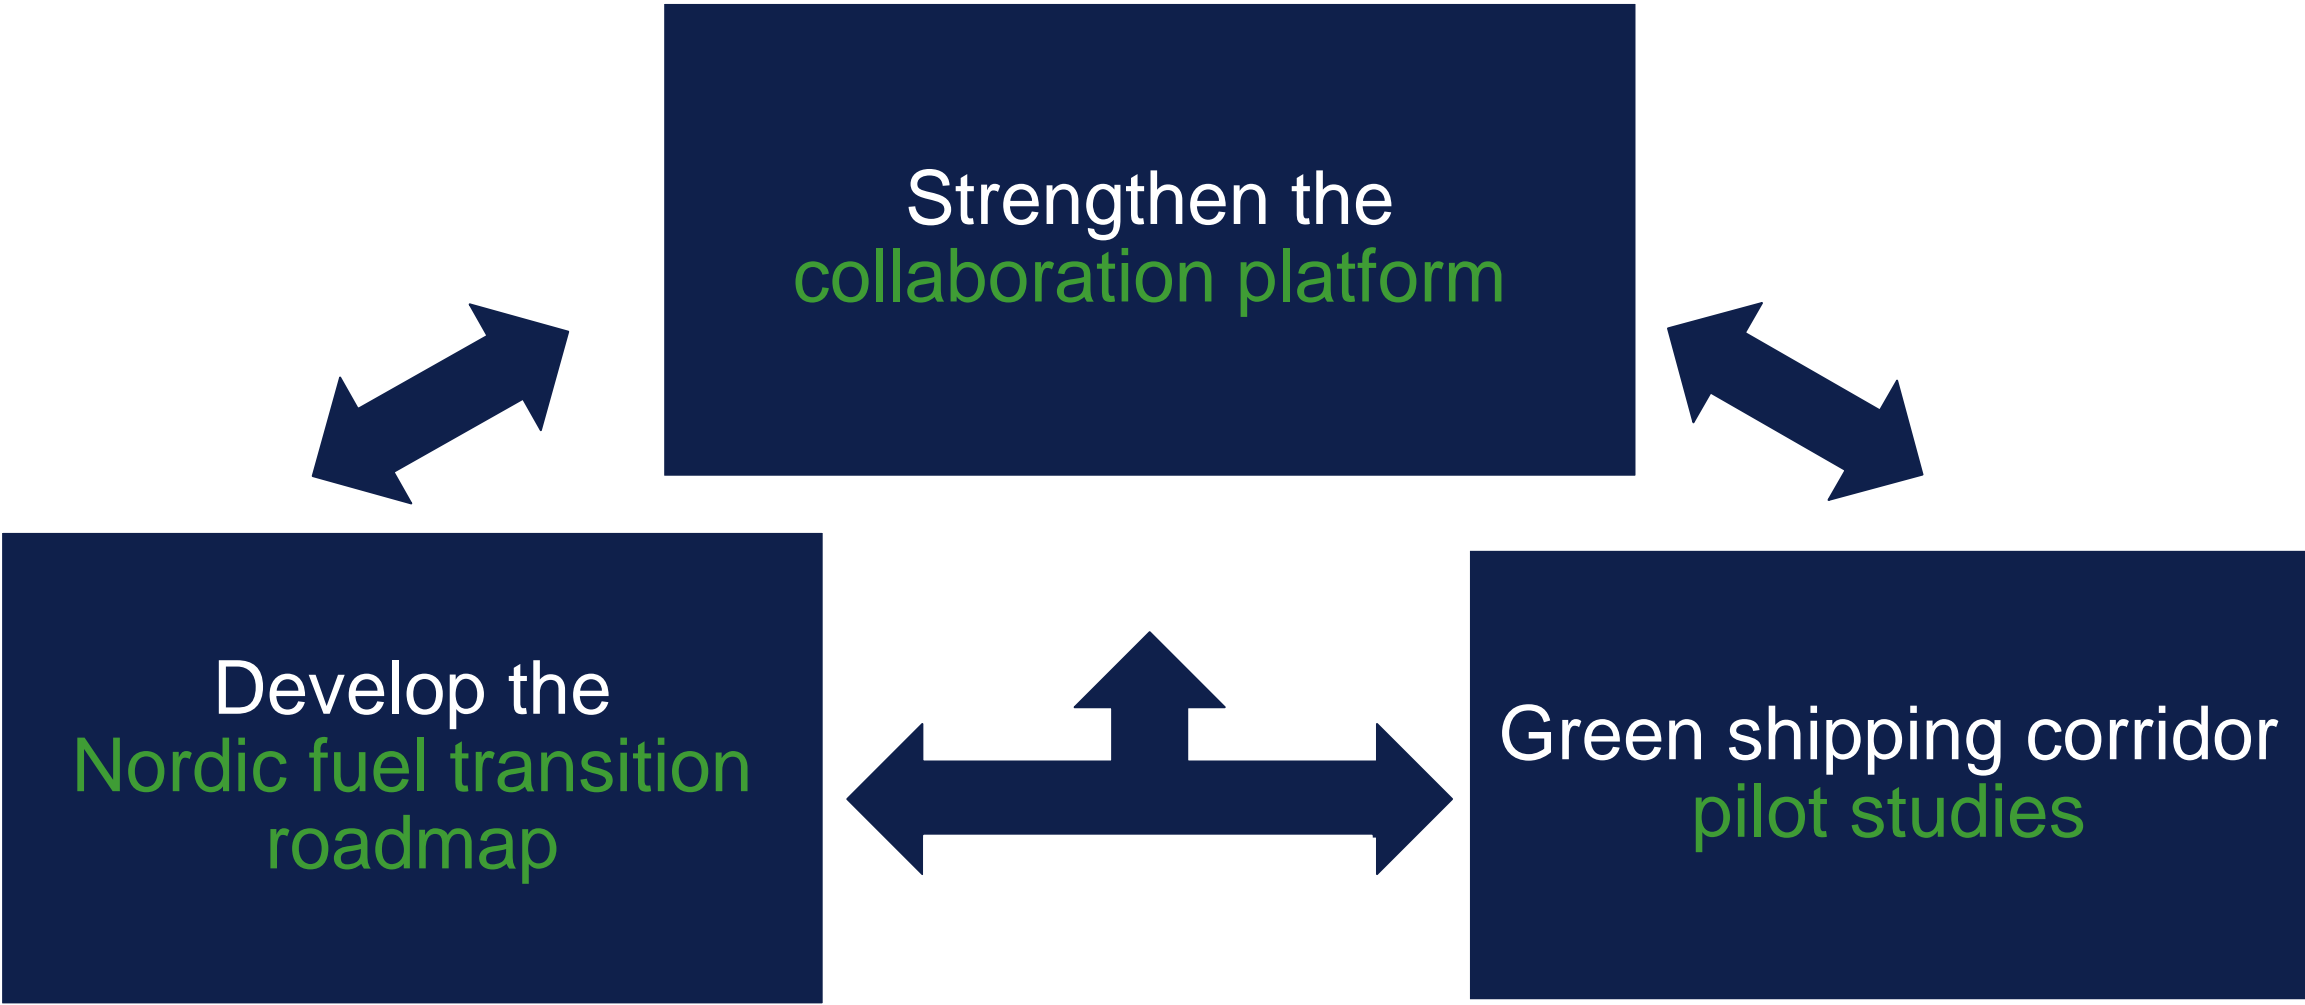 Strengthen the
collaboration platform
Develop the
Nordic fuel transition
roadmap
Green shipping corridor
pilot studies